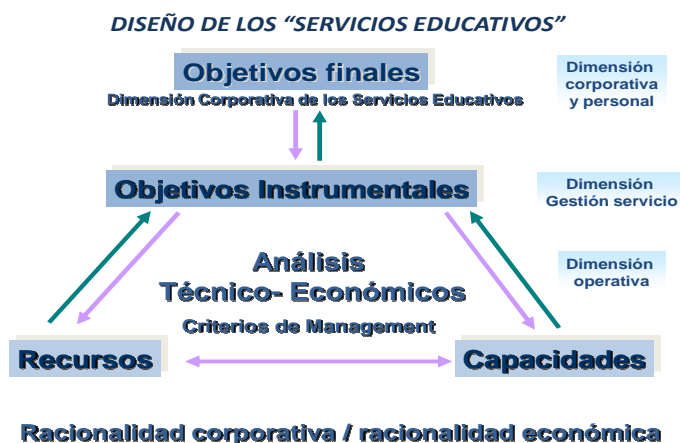 DISEÑO DE LOS “SERVICIOS EDUCATIVOS”
Objetivos finales
Dimensión Corporativa de los Servicios Educativos
Dimensión
corporativa
y personal
Objetivos Instrumentales
Dimensión
Gestión servicio
Análisis
Técnico- Económicos
Criterios de Management
Dimensión
operativa
Recursos
Capacidades
Racionalidad corporativa / racionalidad económica